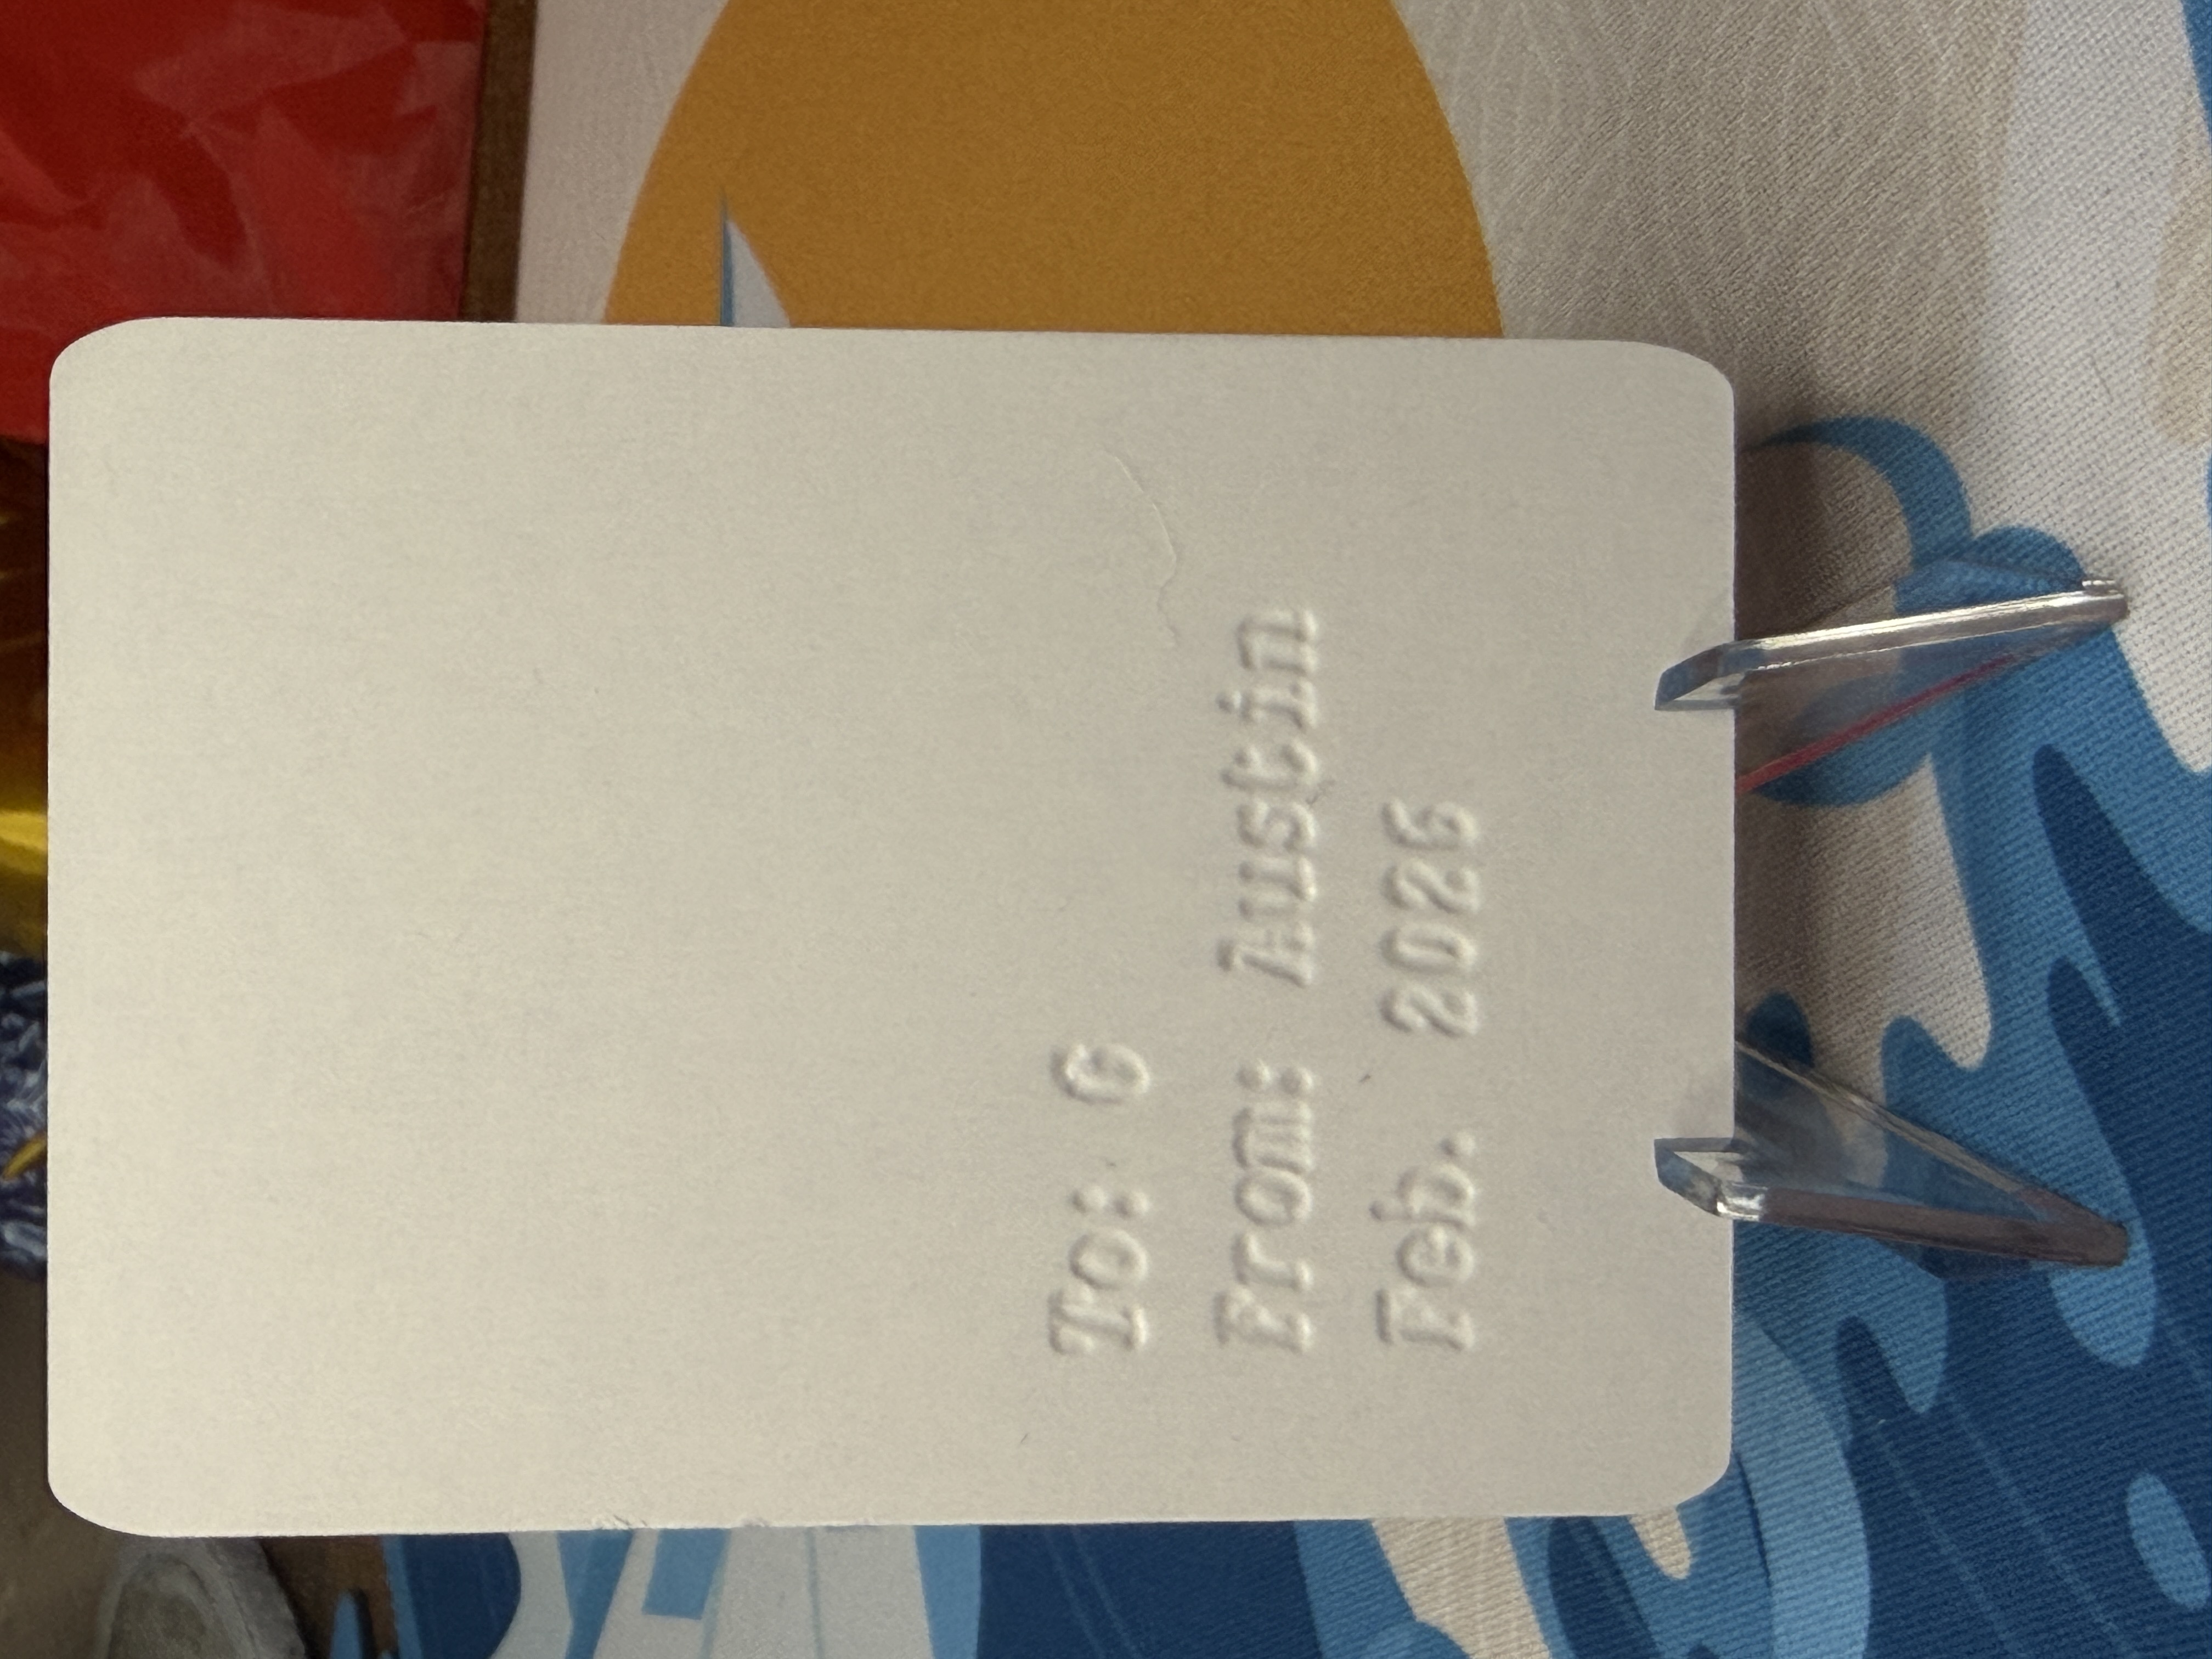 To: G
From: Austin
Feb. 2026